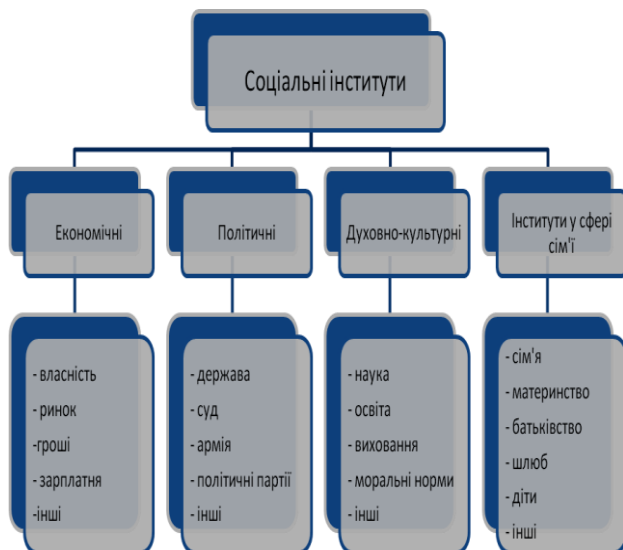 Соціальні інститути
Економічні
Політичні
Духовно-культурні
Інститути у сфері
сім'ї
- власність
- ринок
-гроші
- зарплатня
-інші
- держава
- суд
- армія
- політичні партії
- інші
- наука
- освіта
- виховання
- моральні норми
- інші
- сім'я
- материнство
- батьківство
- шлюб
- діти
- інші